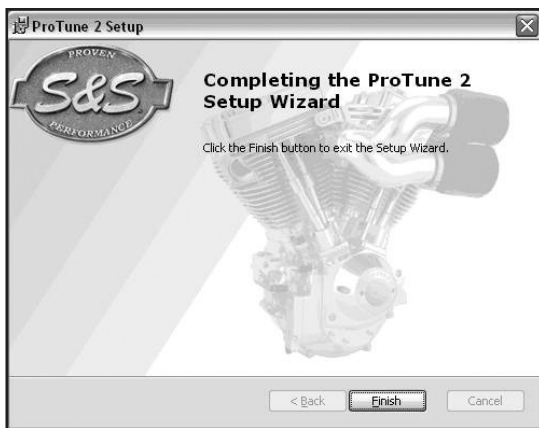 ProTune 2 Setup
PROVEN
S&S
PERFORMANCE
Completing the ProTune 2
Setup Wizard
Click the Finish button to exit the Setup Wizard.
< Back
Finish
Cancel